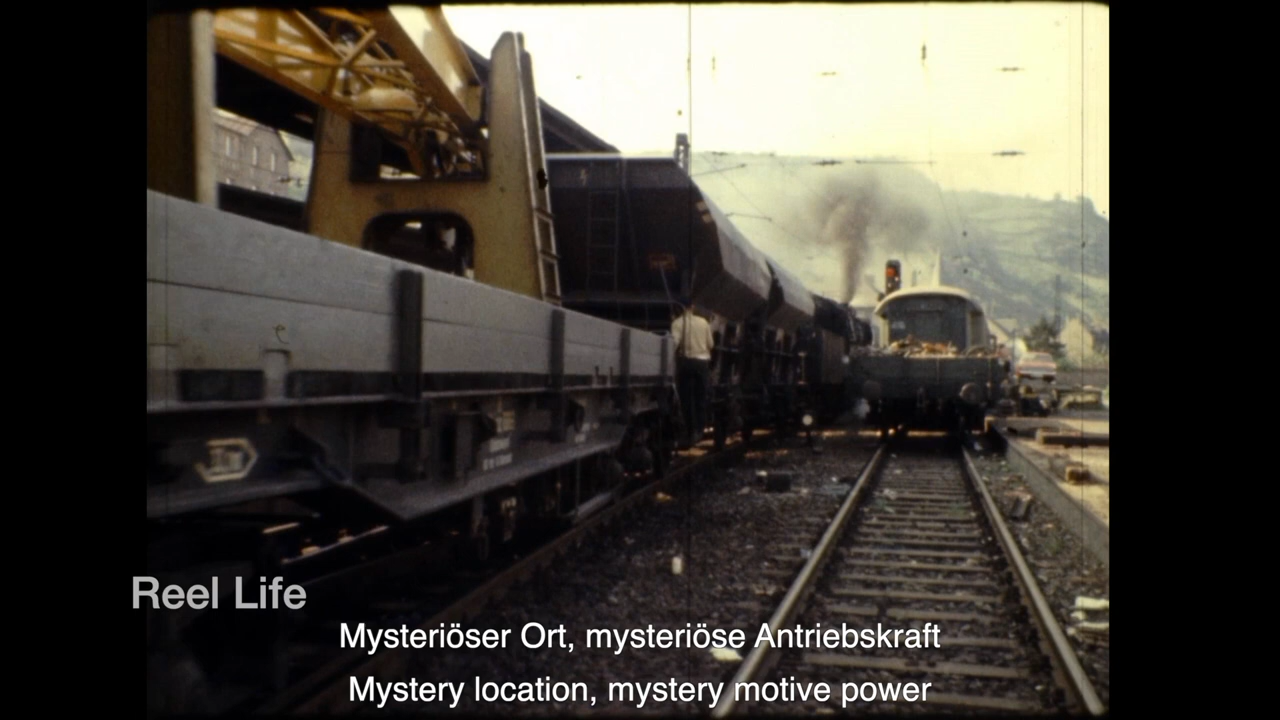 Reel Life
Mysteriöser Ort, mysteriöse Antriebskraft
Mystery location, mystery motive power